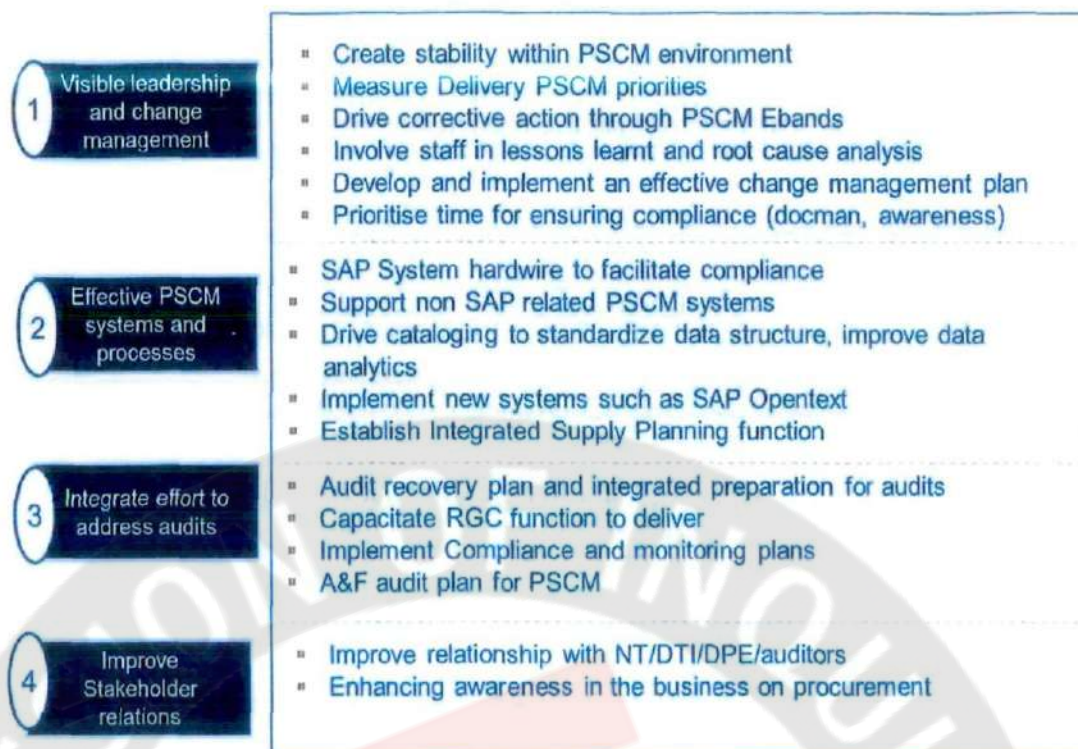 1
Visible leadership
and change
management
▪ Create stability within PSCM environment
▪ Measure Delivery PSCM priorities
▪ Drive corrective action through PSCM Ebands
▪ Involve staff in lessons learnt and root cause analysis
▪ Develop and implement an effective change management plan
▪ Prioritise time for ensuring compliance (docman, awareness)
2
Effective PSCM
systems and
processes
▪ SAP System hardwire to facilitate compliance
▪ Support non SAP related PSCM systems
▪ Drive cataloging to standardize data structure, improve data
analytics
▪ Implement new systems such as SAP Opentext
▪ Establish Integrated Supply Planning function
3
Integrate effort to
address audits
▪ Audit recovery plan and integrated preparation for audits
▪ Capacitate RGC function to deliver
▪ Implement Compliance and monitoring plans
▪ A&F audit plan for PSCM
4
Improve
Stakeholder
relations
▪ Improve relationship with NT/DTI/DPE/auditors
▪ Enhancing awareness in the business on procurement